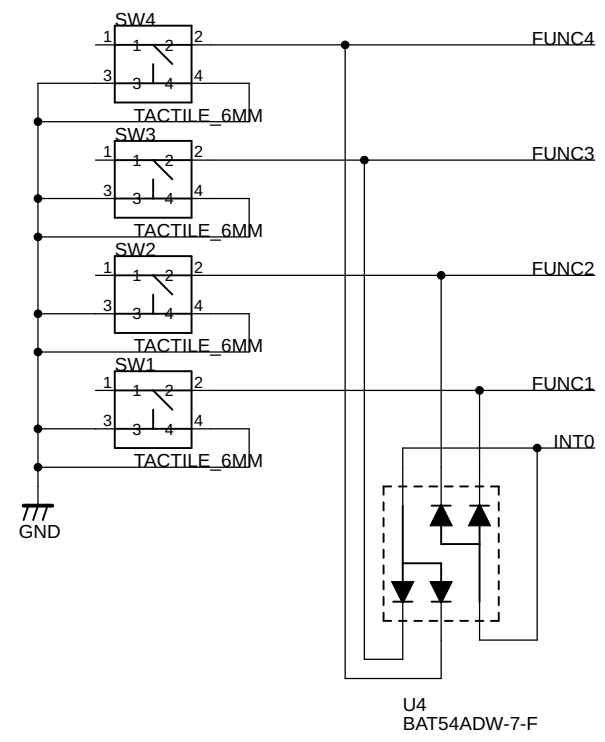 SW4
1 1 2 2 FUNC4
3 3 4 4
TACTILE_6MM
SW3
1 1 2 2 FUNC3
3 3 4 4
TACTILE_6MM
SW2
1 1 2 2 FUNC2
3 3 4 4
TACTILE_6MM
SW1
1 1 2 2 FUNC1
3 3 4 4
INT0
TACTILE_6MM
GND
U4
BAT54ADW-7-F